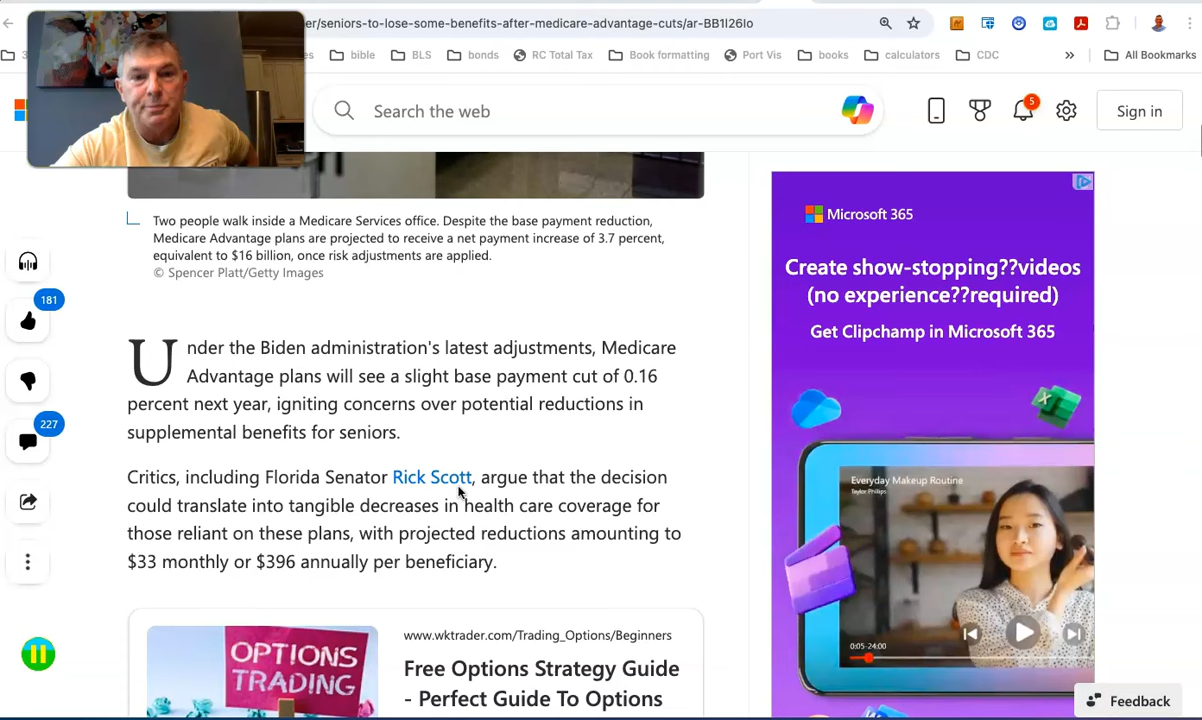 er/seniors-to-lose-some-benefits-after-medicare-advantage-cuts/ar-BB1l26lo
bible
BLS
bonds
RC Total Tax
Book formatting
Port Vis
books
calculators
CDC
»
All Bookmarks
Search the web
5
Sign in
Two people walk inside a Medicare Services office. Despite the base payment reduction,
Medicare Advantage plans are projected to receive a net payment increase of 3.7 percent,
equivalent to $16 billion, once risk adjustments are applied.
© Spencer Platt/Getty Images
181
227
Under the Biden administration's latest adjustments, Medicare
Advantage plans will see a slight base payment cut of 0.16
percent next year, igniting concerns over potential reductions in
supplemental benefits for seniors.
Critics, including Florida Senator Rick Scott, argue that the decision
could translate into tangible decreases in health care coverage for
those reliant on these plans, with projected reductions amounting to
$33 monthly or $396 annually per beneficiary.
OPTIONS
TRADING
www.wktrader.com/Trading_Options/Beginners
Free Options Strategy Guide
- Perfect Guide To Options
Microsoft 365
Create show-stopping??videos
(no experience??required)
Get Clipchamp in Microsoft 365
X
Everyday Makeup Routine
Taylor Phillips
0:05-24:00
Feedback